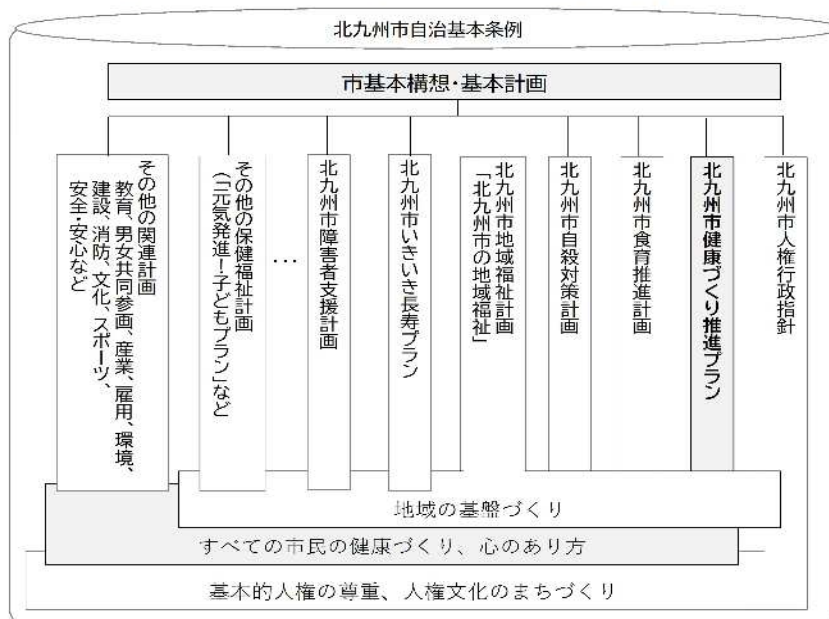 北九州市自治基本条例
市基本構想・基本計画
北九州市人権行政指針
北九州市健康づくり推進プラン
北九州市食育推進計画
北九州市自殺対策計画
北九州市地域福祉計画
「北九州市の地域福祉」
北九州市いきいき長寿プラン
北九州市障害者支援計画
・・・
その他の保健福祉計画
(「元気発進!子どもプラン」など
その他の関連計画
教育、男女共同参画、産業、雇用、環境、
建設、消防、文化、スポーツ、
安全・安心など
地域の基盤づくり
すべての市民の健康づくり、心のあり方
基本的人権の尊重、人権文化のまちづくり